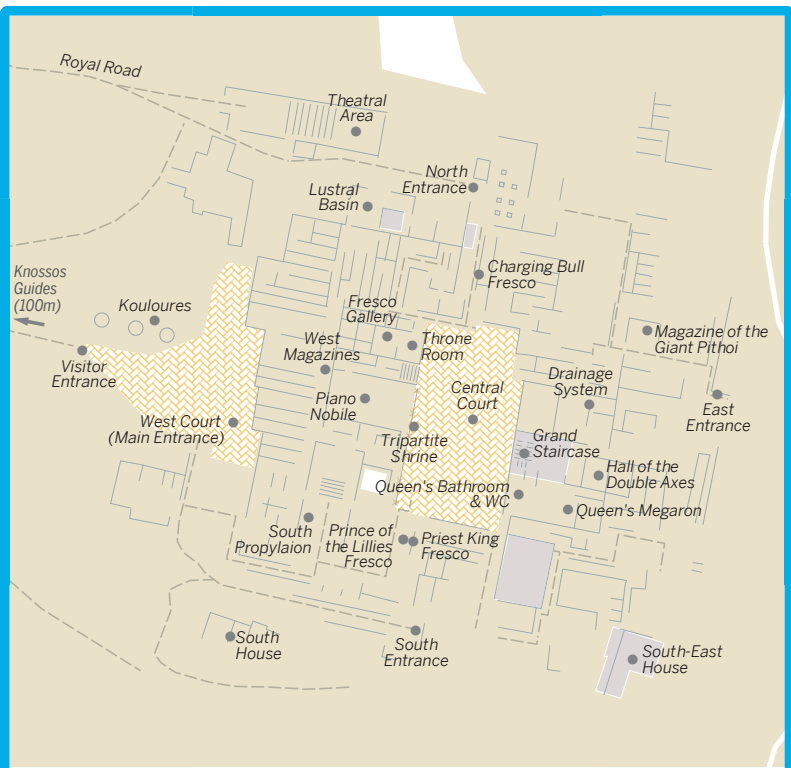 Royal Road
Theatral
Area
North
Entrance
Lustral
Basin
Knossos
Guides
(100m)
Charging Bull
Fresco
Kouloures
Fresco
Gallery
West
Magazines
Throne
Room
Magazine of the
Giant Pithoi
Visitor
Entrance
Drainage
System
Central
Court
Piano
Nobile
East
Entrance
West Court
(Main Entrance)
Tripartite
Shrine
Grand
Staircase
Hall of the
Double Axes
Queen's Bathroom
& WC
Queen's Megaron
South
Propylaion
Prince of
the Lillies
Fresco
Priest King
Fresco
South
House
South
Entrance
South-East
House